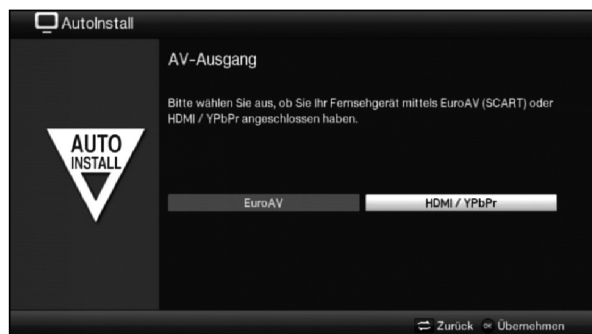 AutoInstall
AV-Ausgang
Bitte wählen Sie aus, ob Sie Ihr Fernsehgerät mittels EuroAV (SCART) oder
HDMI / YPbPr angeschlossen haben.
AUTO
INSTALL
EuroAV
HDMI / YPbPr
Zurück OK Übernehmen